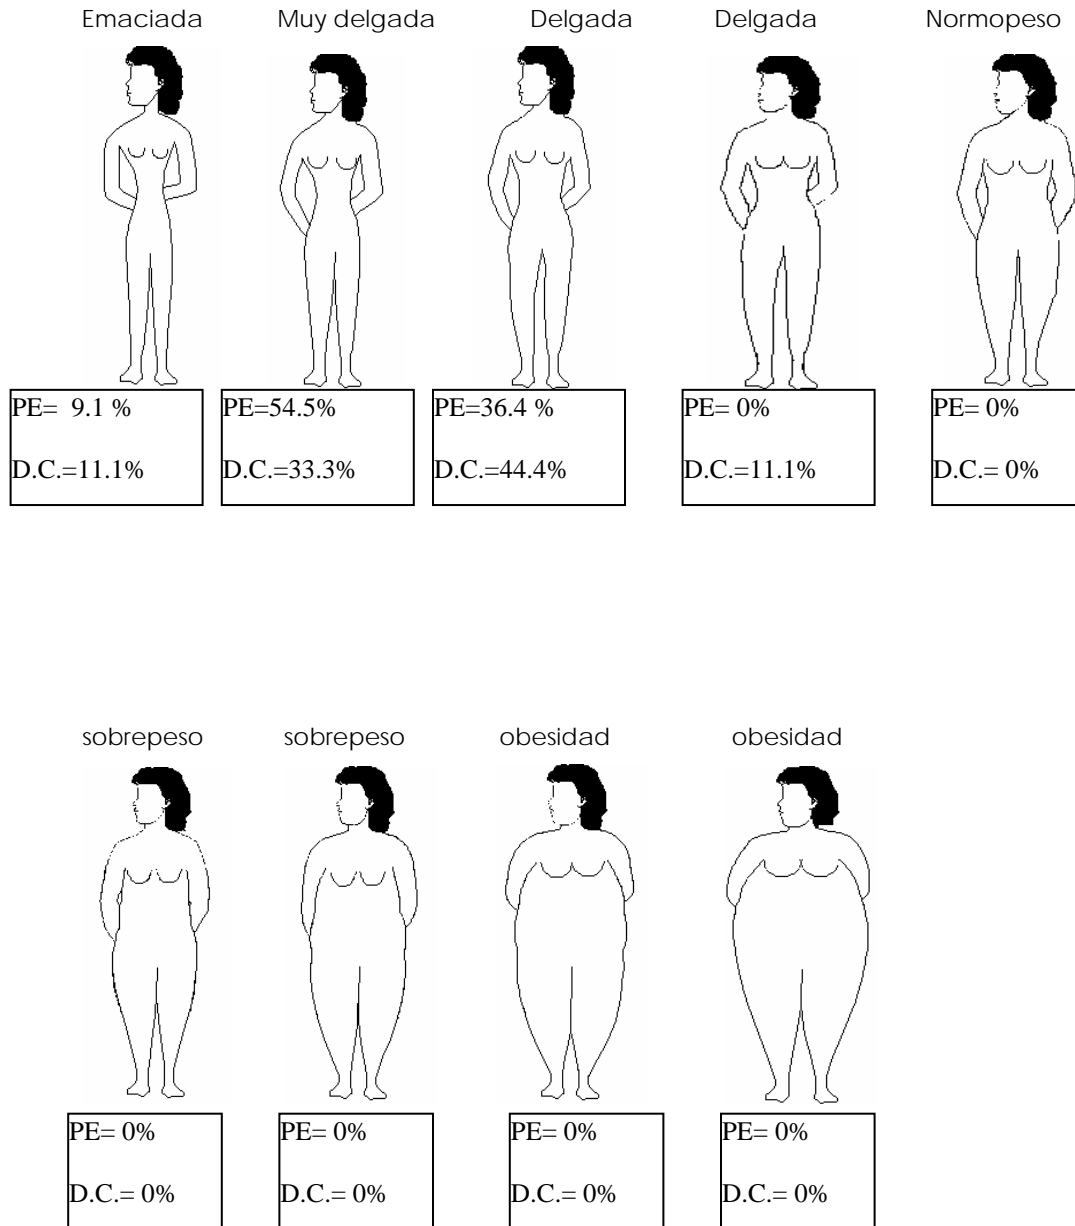 Emaciada Muy delgada Delgada Delgada Normopeso
PE= 9.1 % PE=54.5% PE=36.4 % PE= 0% PE= 0%
D.C.=11.1% D.C.=33.3% D.C.=44.4% D.C.=11.1% D.C.= 0%
sobrepeso sobrepeso obesidad obesidad
PE= 0% PE= 0% PE= 0% PE= 0%
D.C.= 0% D.C.= 0% D.C.= 0% D.C.= 0%